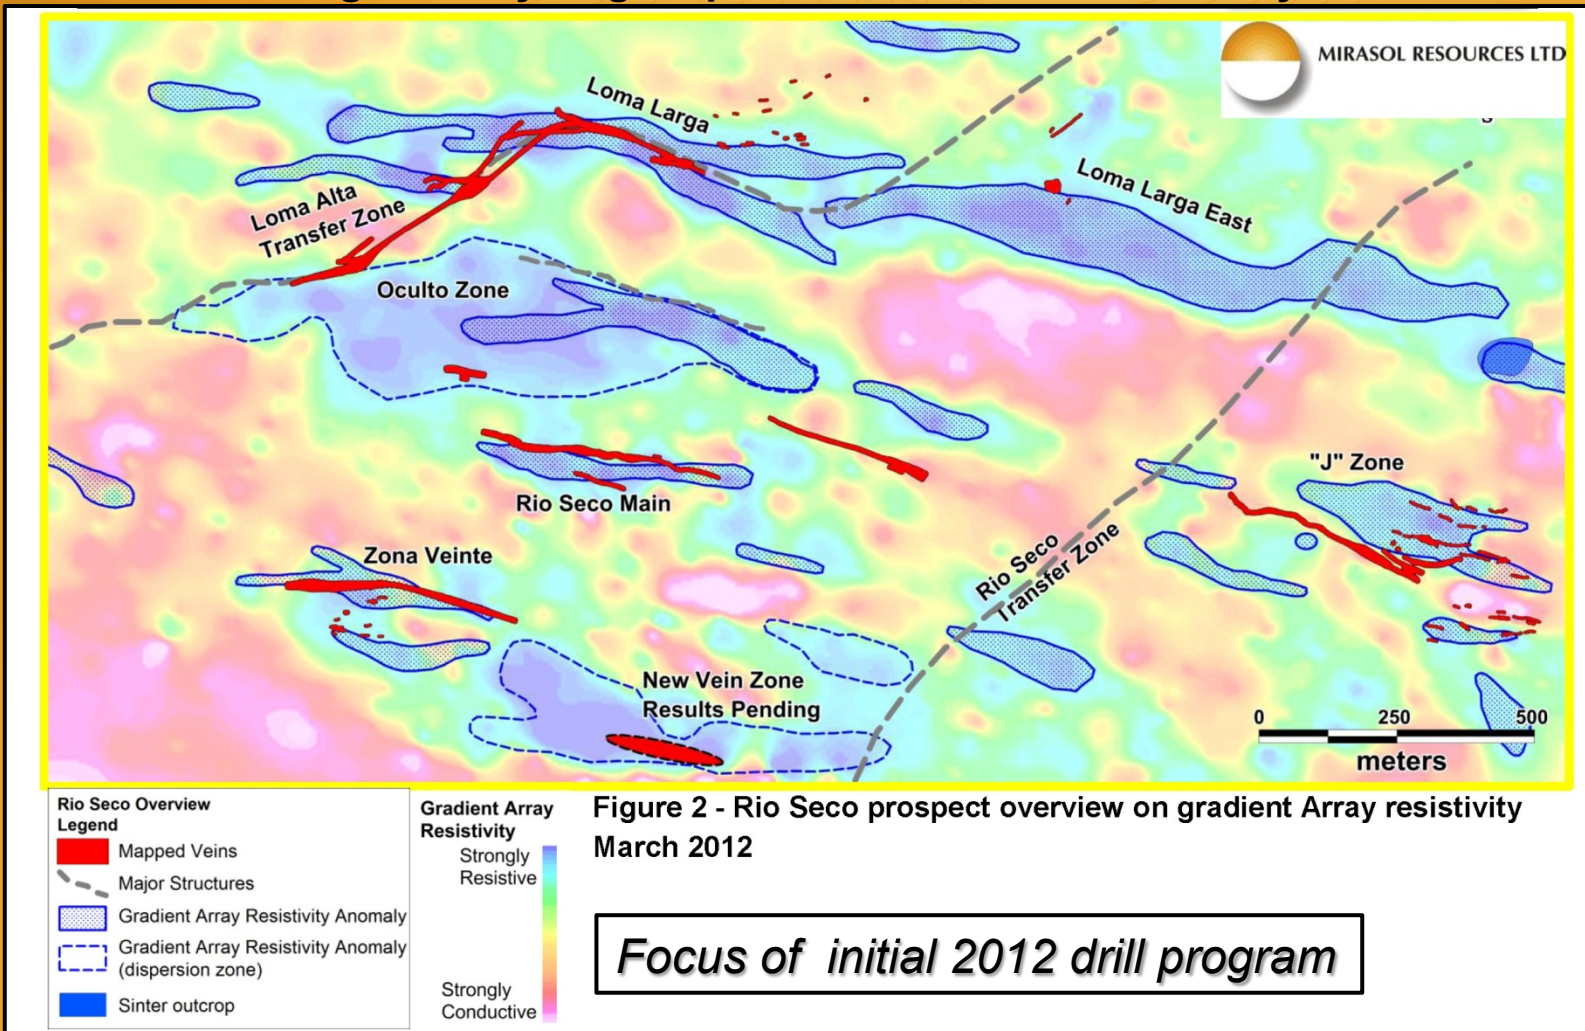 MIRASOL RESOURCES LTD
Loma Larga
Loma Larga East
Loma Alta
Transfer Zone
Oculto Zone
"J" Zone
Rio Seco Main
Zona Veinte
Rio Seco
Transfer Zone
New Vein Zone
Results Pending
0 250 500
meters
Rio Seco Overview
Legend
Mapped Veins
Major Structures
Gradient Array Resistivity Anomaly
Gradient Array Resistivity Anomaly
(dispersion zone)
Sinter outcrop
Gradient Array
Resistivity
Strongly
Resistive
Strongly
Conductive
Figure 2 - Rio Seco prospect overview on gradient Array resistivity
March 2012
Focus of initial 2012 drill program